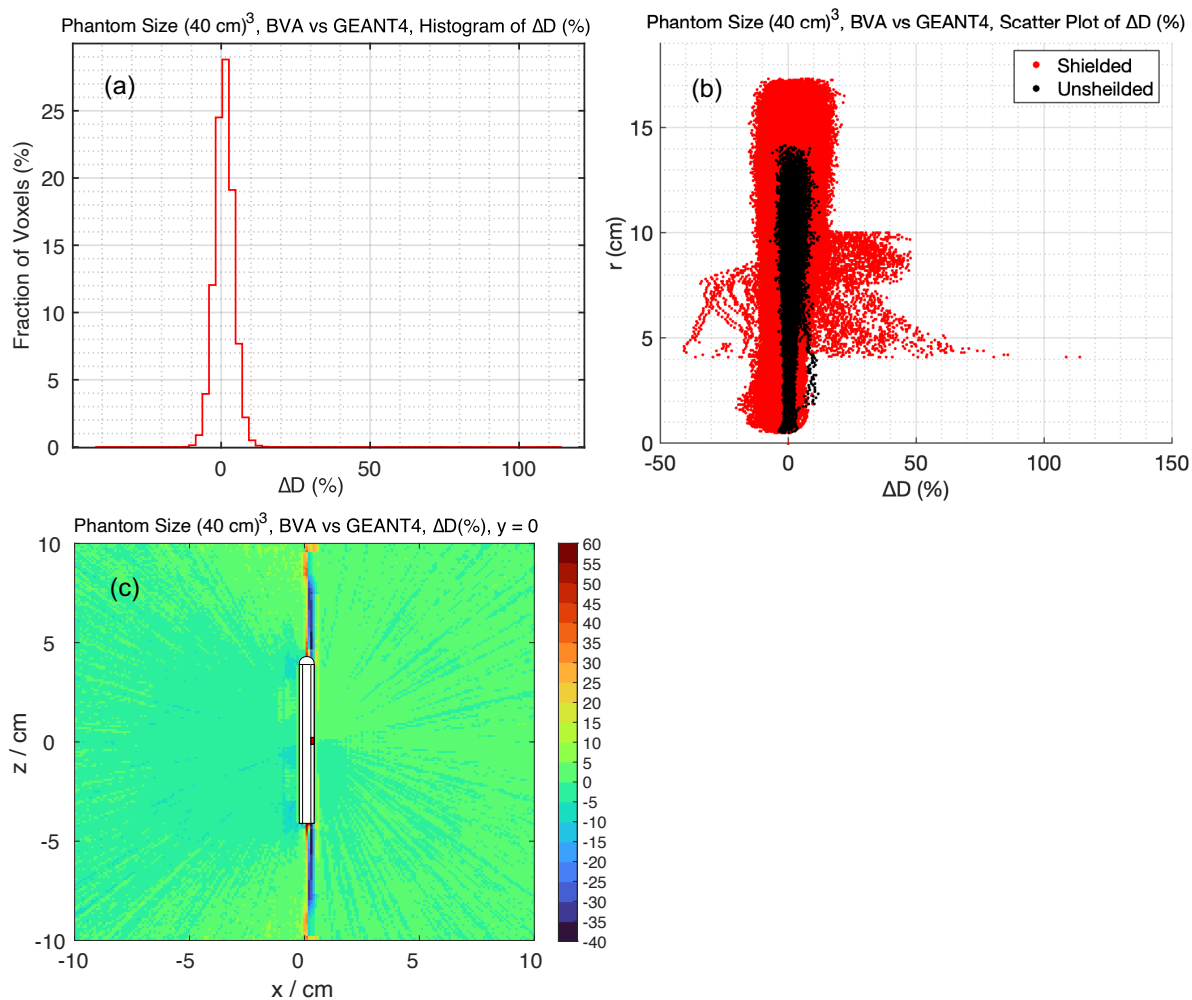 Phantom Size (40 cm)³, BVA vs GEANT4, Histogram of ΔD (%)
(a)
Fraction of Voxels (%)
25
20
15
10
5
0
0 50 100
ΔD (%)
Phantom Size (40 cm)³, BVA vs GEANT4, Scatter Plot of ΔD (%)
(b)
Shielded
Unsheilded
r (cm)
15
10
5
0
-50 0 50 100 150
ΔD (%)
Phantom Size (40 cm)³, BVA vs GEANT4, ΔD(%), y = 0
(c)
z / cm
10
5
0
-5
-10
-10 -5 0 5 10
x / cm
60
55
50
45
40
35
30
25
20
15
10
5
0
-5
-10
-15
-20
-25
-30
-35
-40